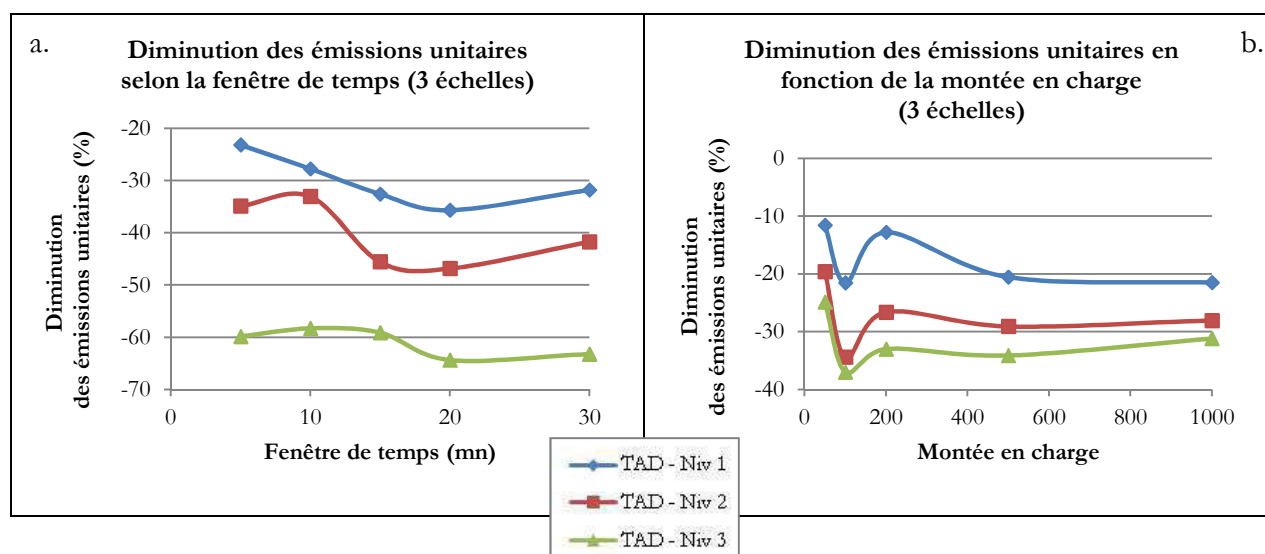 a.
Diminution des émissions unitaires
selon la fenêtre de temps (3 échelles)
Diminution
des émissions unitaires (%)
-20
-30
-40
-50
-60
-70
0
10
20
30
Fenêtre de temps (mn)
b.
Diminution des émissions unitaires en
fonction de la montée en charge
(3 échelles)
Diminution
des émissions unitaires (%)
0
-10
-20
-30
-40
0
200
400
600
800
1000
Montée en charge
TAD - Niv 1
TAD - Niv 2
TAD - Niv 3